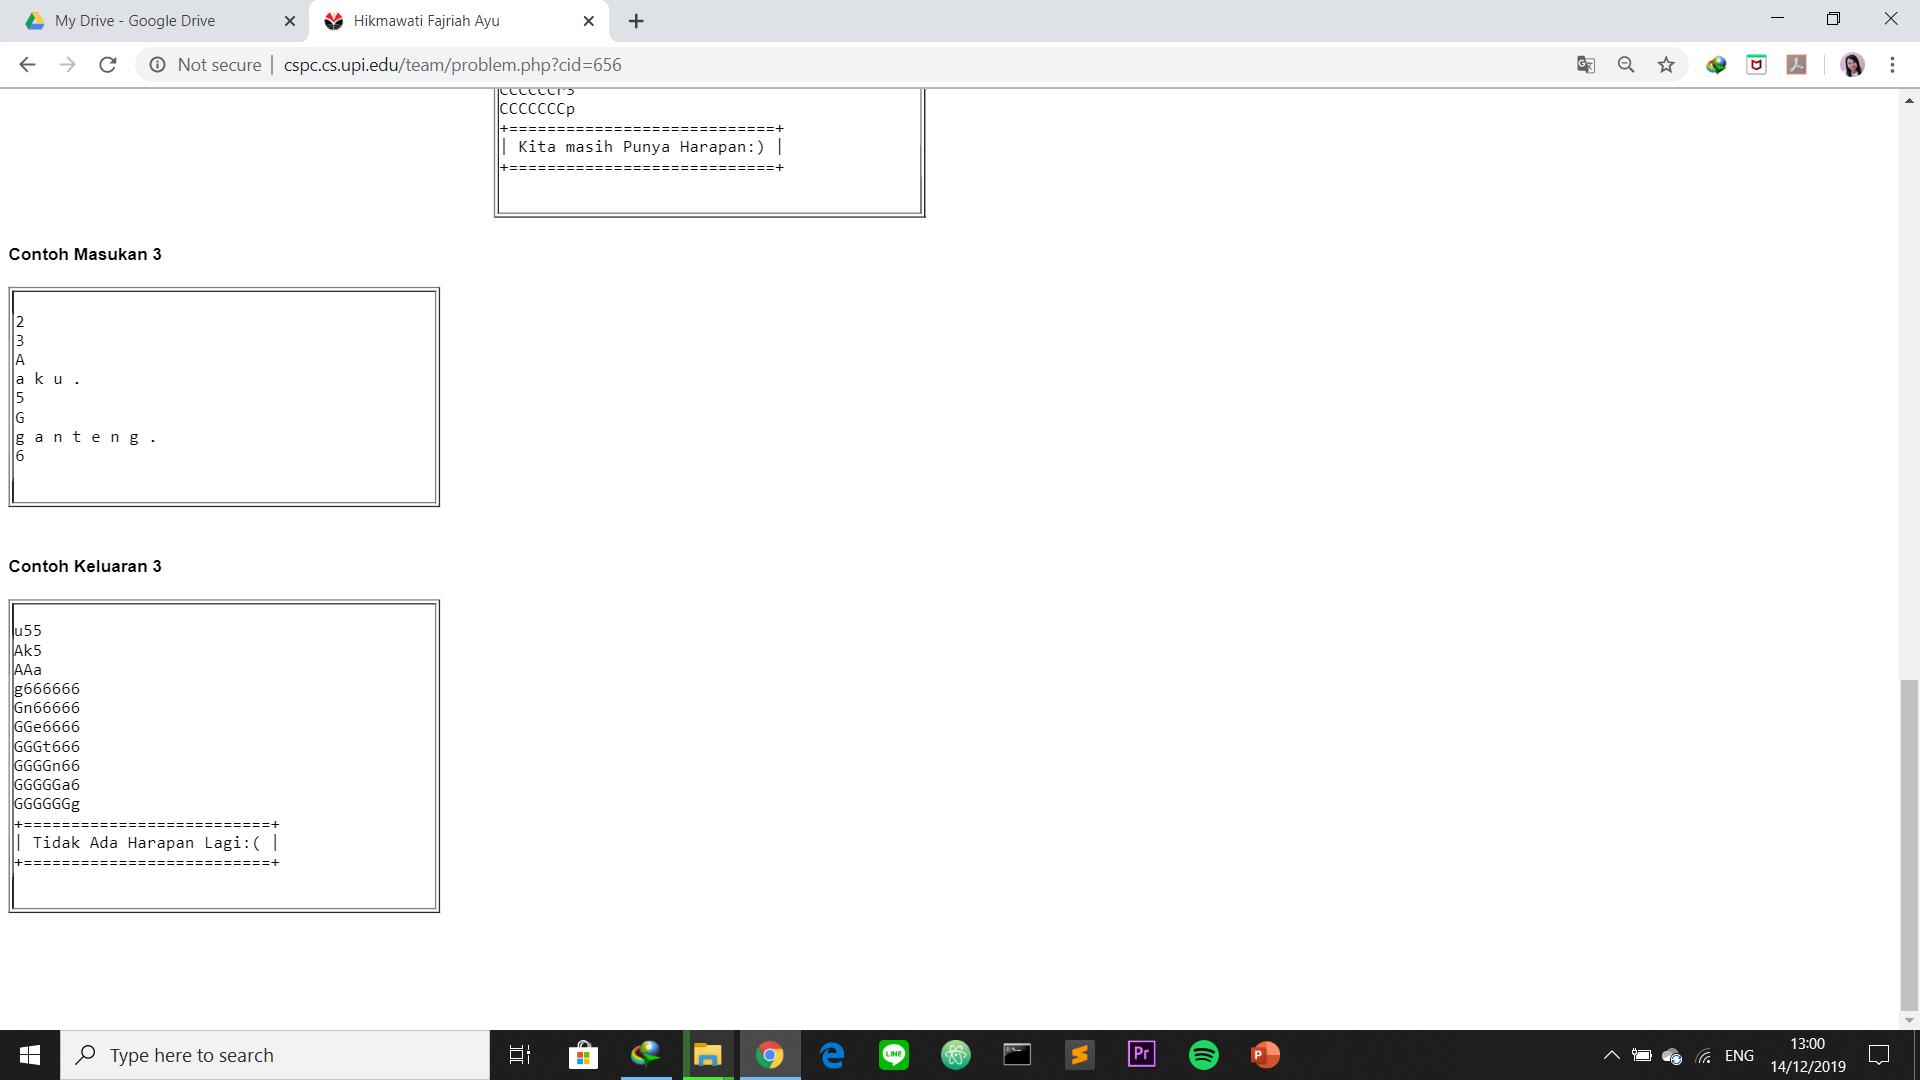 My Drive - Google Drive
Hikmawati Fajriah Ayu
Not secure | cspc.cs.upi.edu/team/problem.php?cid=656
CCCCCCr5
CCCCCCCp
+============================+
| Kita masih Punya Harapan:) |
+============================+
Contoh Masukan 3
2
3
A
a k u .
5
G
g a n t e n g .
6
Contoh Keluaran 3
u55
Ak5
AAa
g666666
Gn66666
GGe6666
GGGt666
GGGGn66
GGGGGa6
GGGGGGg
+==========================+
| Tidak Ada Harapan Lagi:( |
+==========================+
Type here to search
LINE
Pr
P
ENG
13:00
14/12/2019